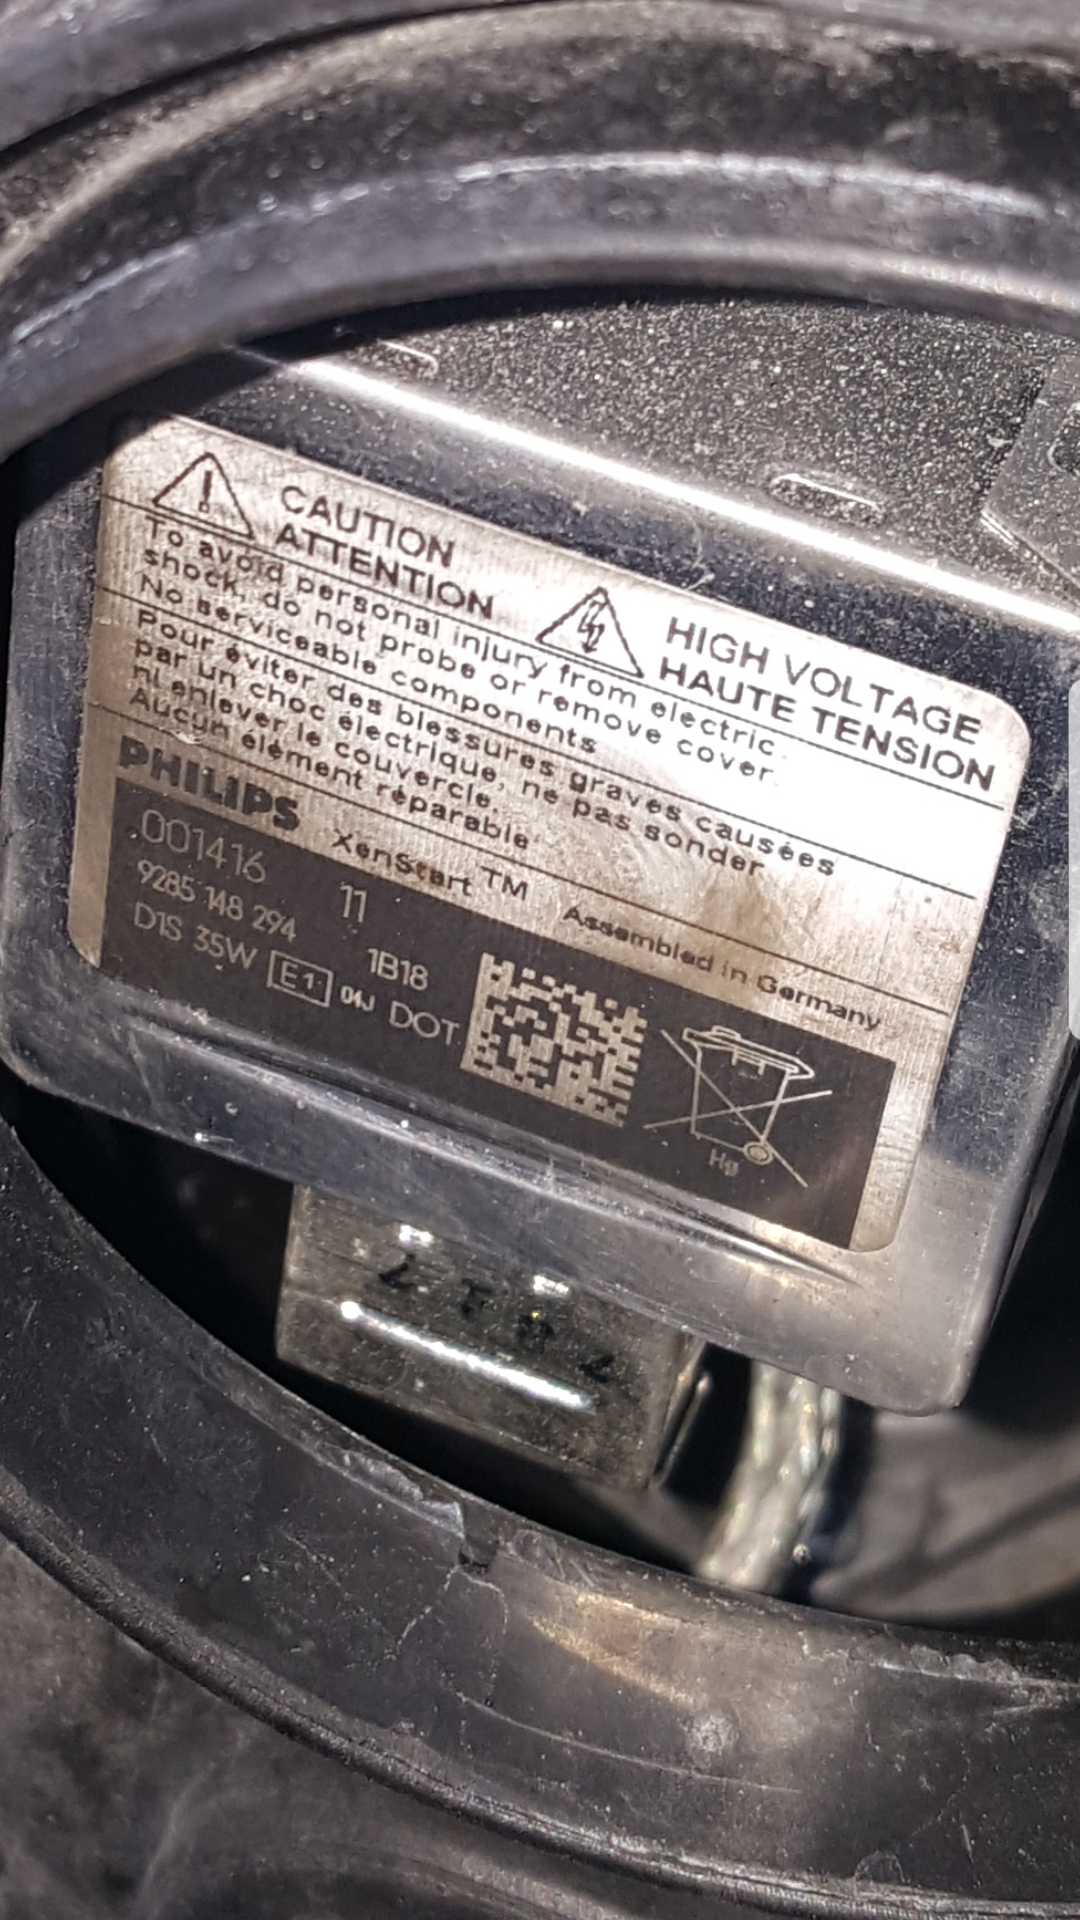 CAUTION
ATTENTION
HIGH VOLTAGE
HAUTE TENSION
To avoid personal injury from electric
shock, do not probe or remove cover.
No serviceable components
Pour éviter des blessures graves causées
par un choc électrique, ne pas sonder
ni enlever le couvercle.
Aucun élément réparable
PHILIPS XenStart™ Assembled in Germany
.001416 11
9285 148 294 1B18
D1S 35W E1 04J DOT
Hg